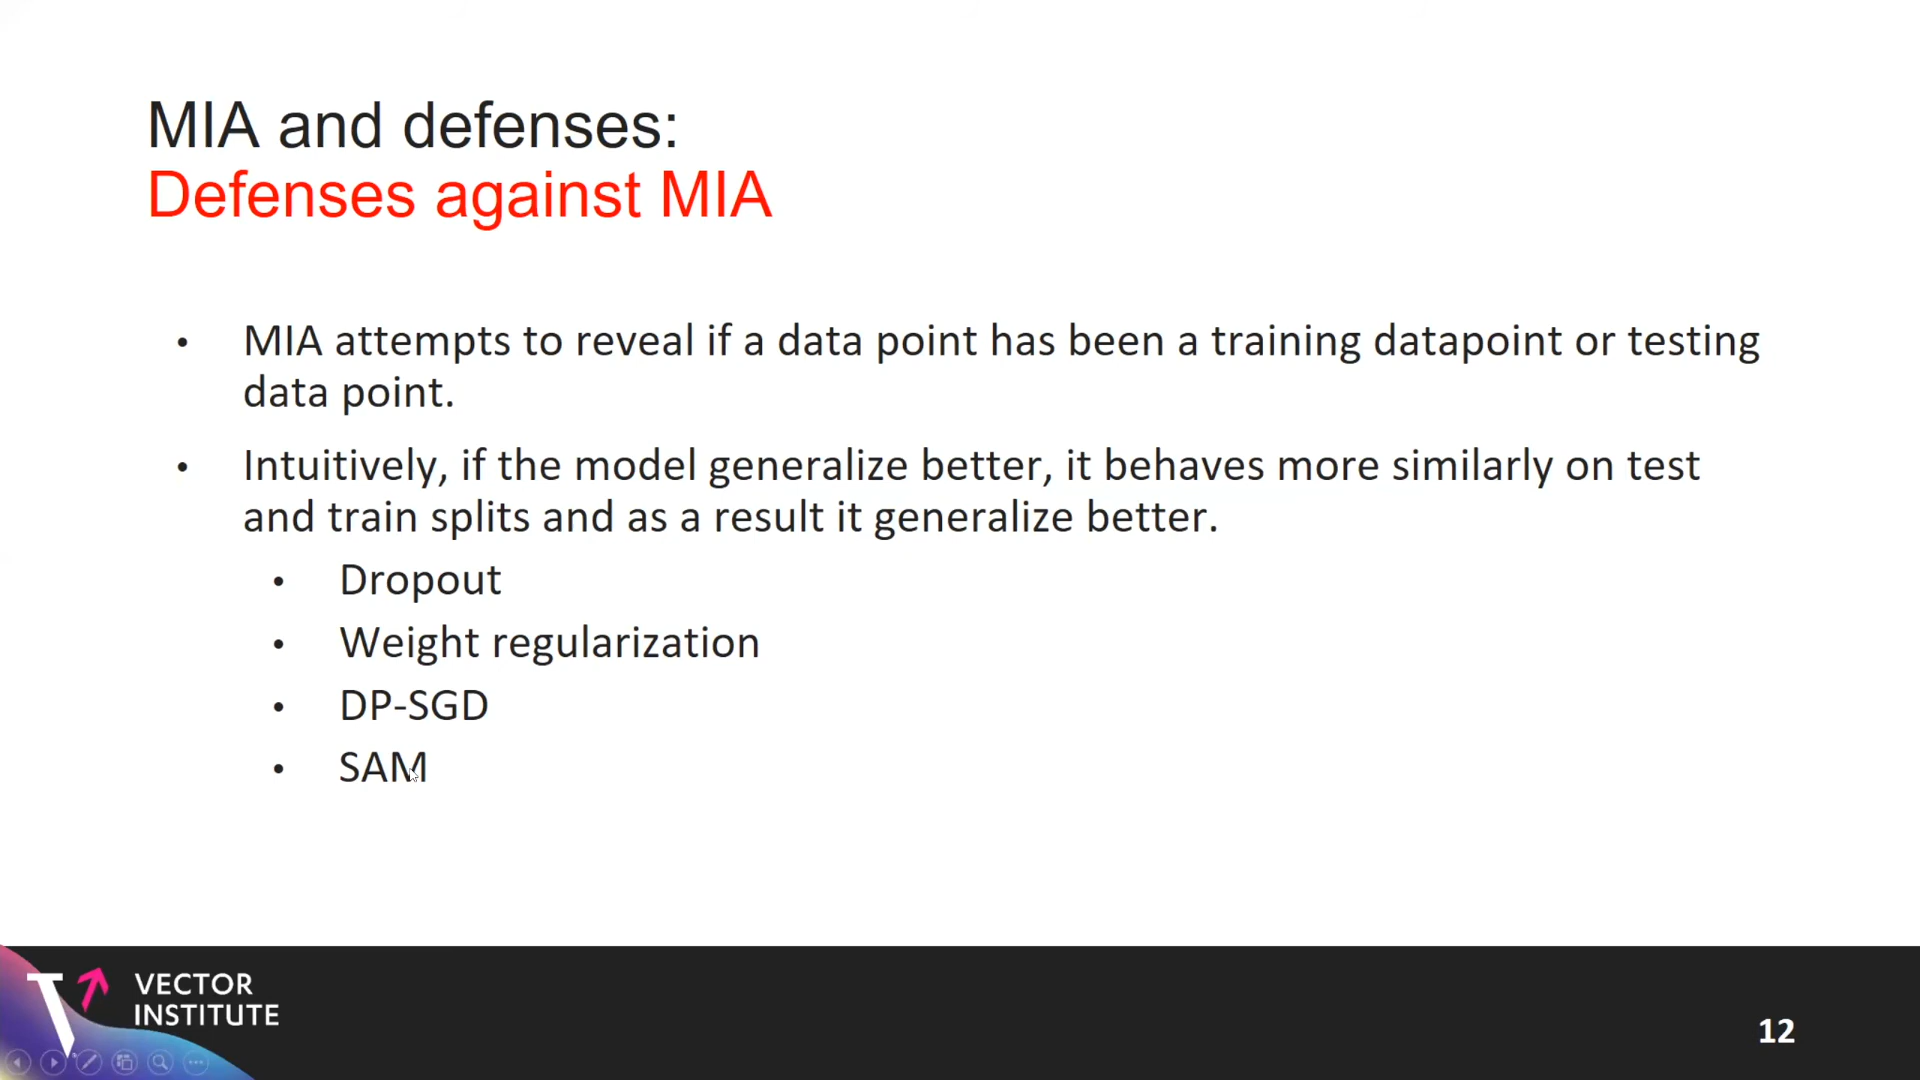 MIA and defenses:
Defenses against MIA
• MIA attempts to reveal if a data point has been a training datapoint or testing
data point.
• Intuitively, if the model generalize better, it behaves more similarly on test
and train splits and as a result it generalize better.
• Dropout
• Weight regularization
• DP-SGD
• SAM
VECTOR
INSTITUTE
12